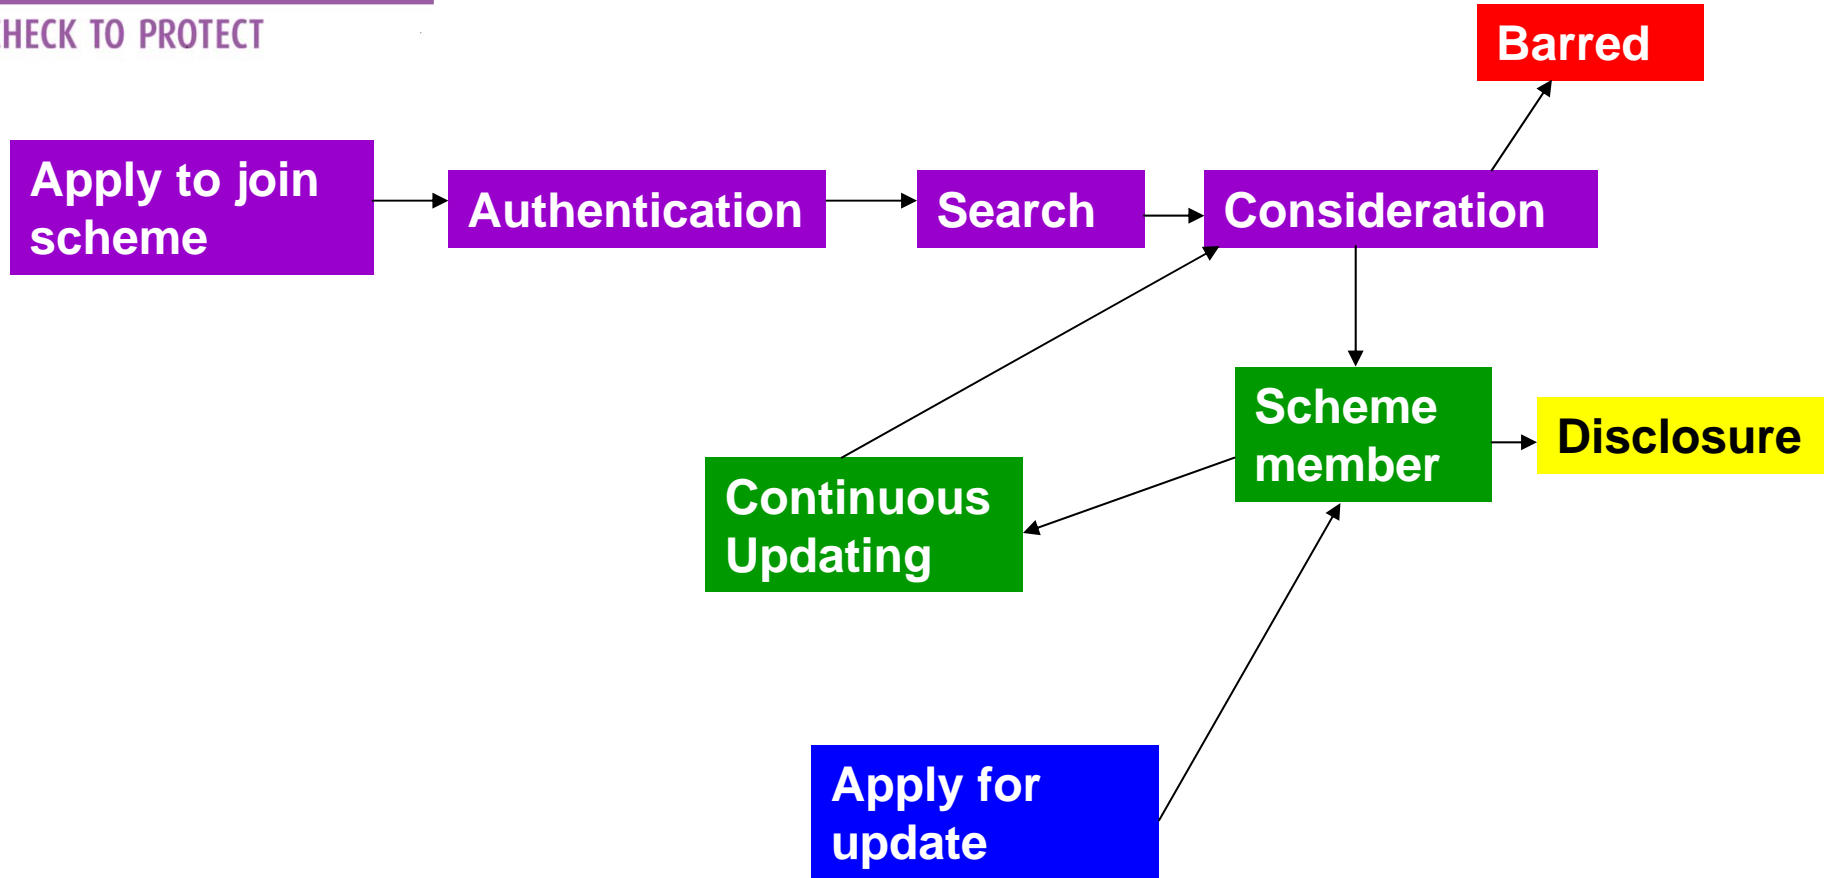 HECK TO PROTECT
Barred
Apply to join
scheme
Authentication
Search
Consideration
Scheme
member
Disclosure
Continuous
Updating
Apply for
update